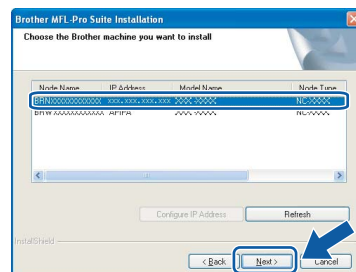 Brother MFL-Pro Suite Installation
Choose the Brother machine you want to install
Node Name IP Address Model Name Node Type
BRNXXXXXXXXXXXX xxx.xxx.xxx.xxx XXX-XXXX NC-XXXX
BRWXXXXXXXXXXXX APIPA XXX-XXXX NC-XXXX
Configure IP Address Refresh
InstallShield
< Back Next > Cancel